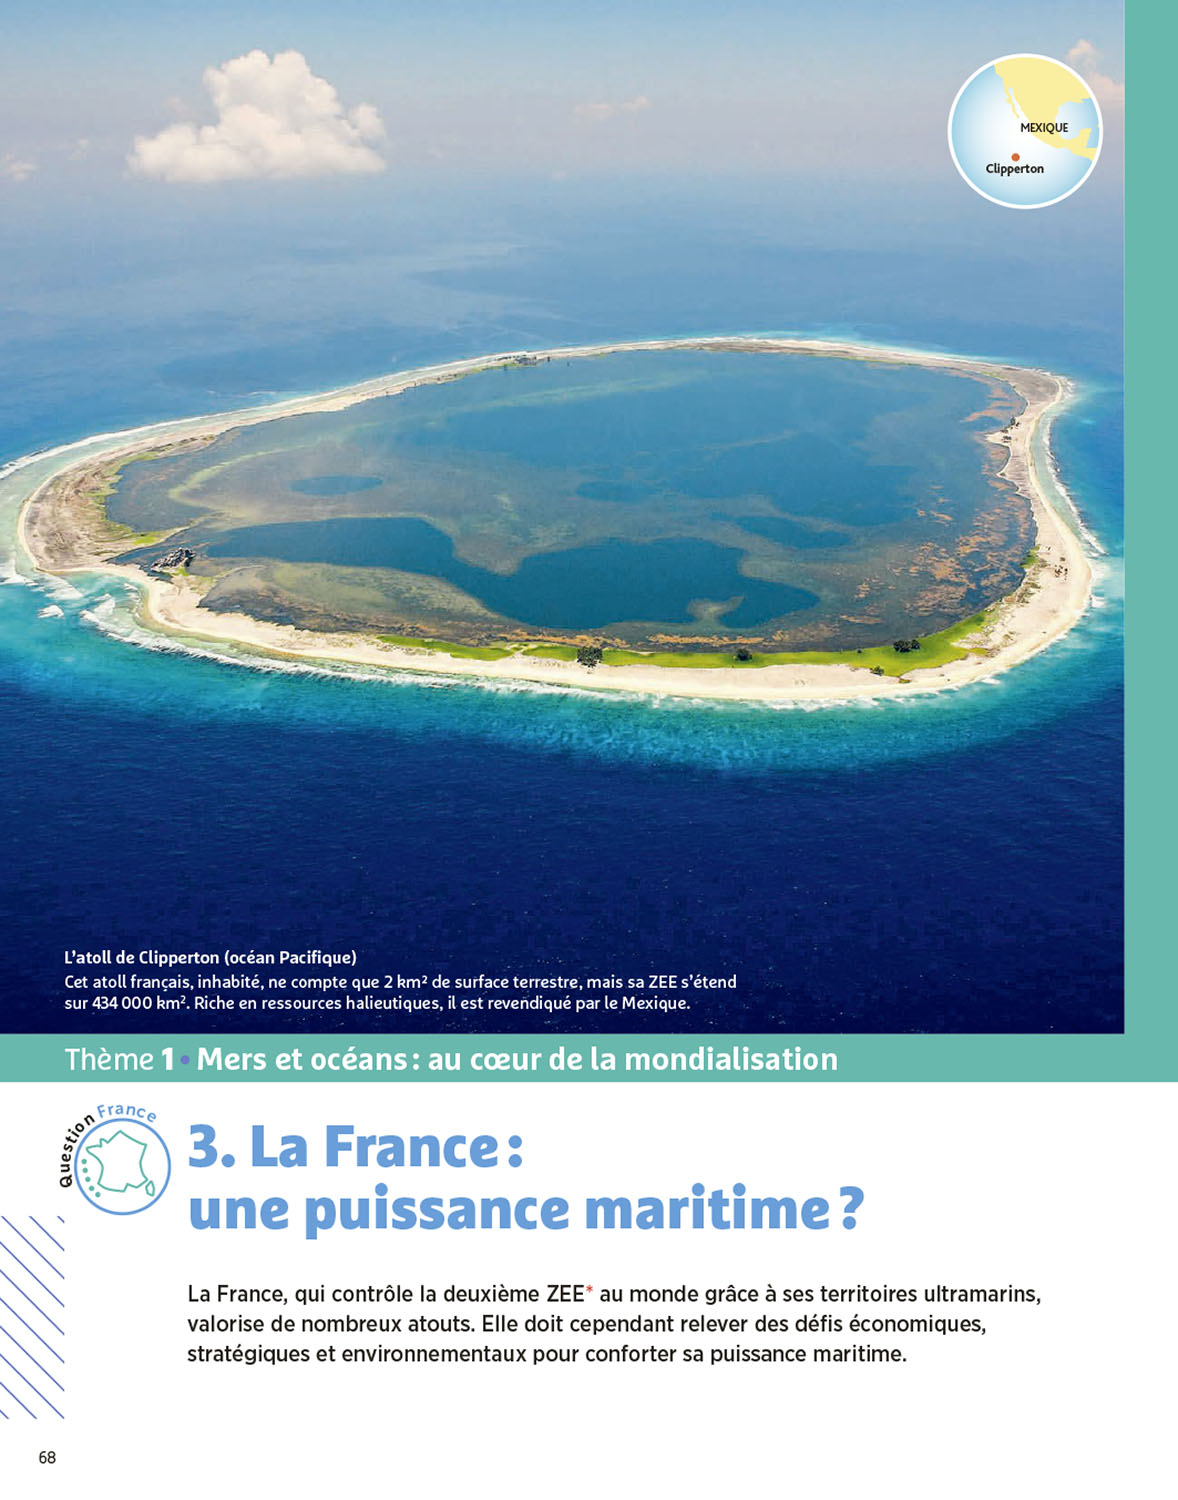 MEXIQUE
Clipperton
L'atoll de Clipperton (océan Pacifique)
Cet atoll français, inhabité, ne compte que 2 km² de surface terrestre, mais sa ZEE s'étend
sur 434 000 km². Riche en ressources halieutiques, il est revendiqué par le Mexique.
Thème 1 • Mers et océans : au cœur de la mondialisation
Question France
3. La France :
une puissance maritime ?
La France, qui contrôle la deuxième ZEE* au monde grâce à ses territoires ultramarins,
valorise de nombreux atouts. Elle doit cependant relever des défis économiques,
stratégiques et environnementaux pour conforter sa puissance maritime.
68